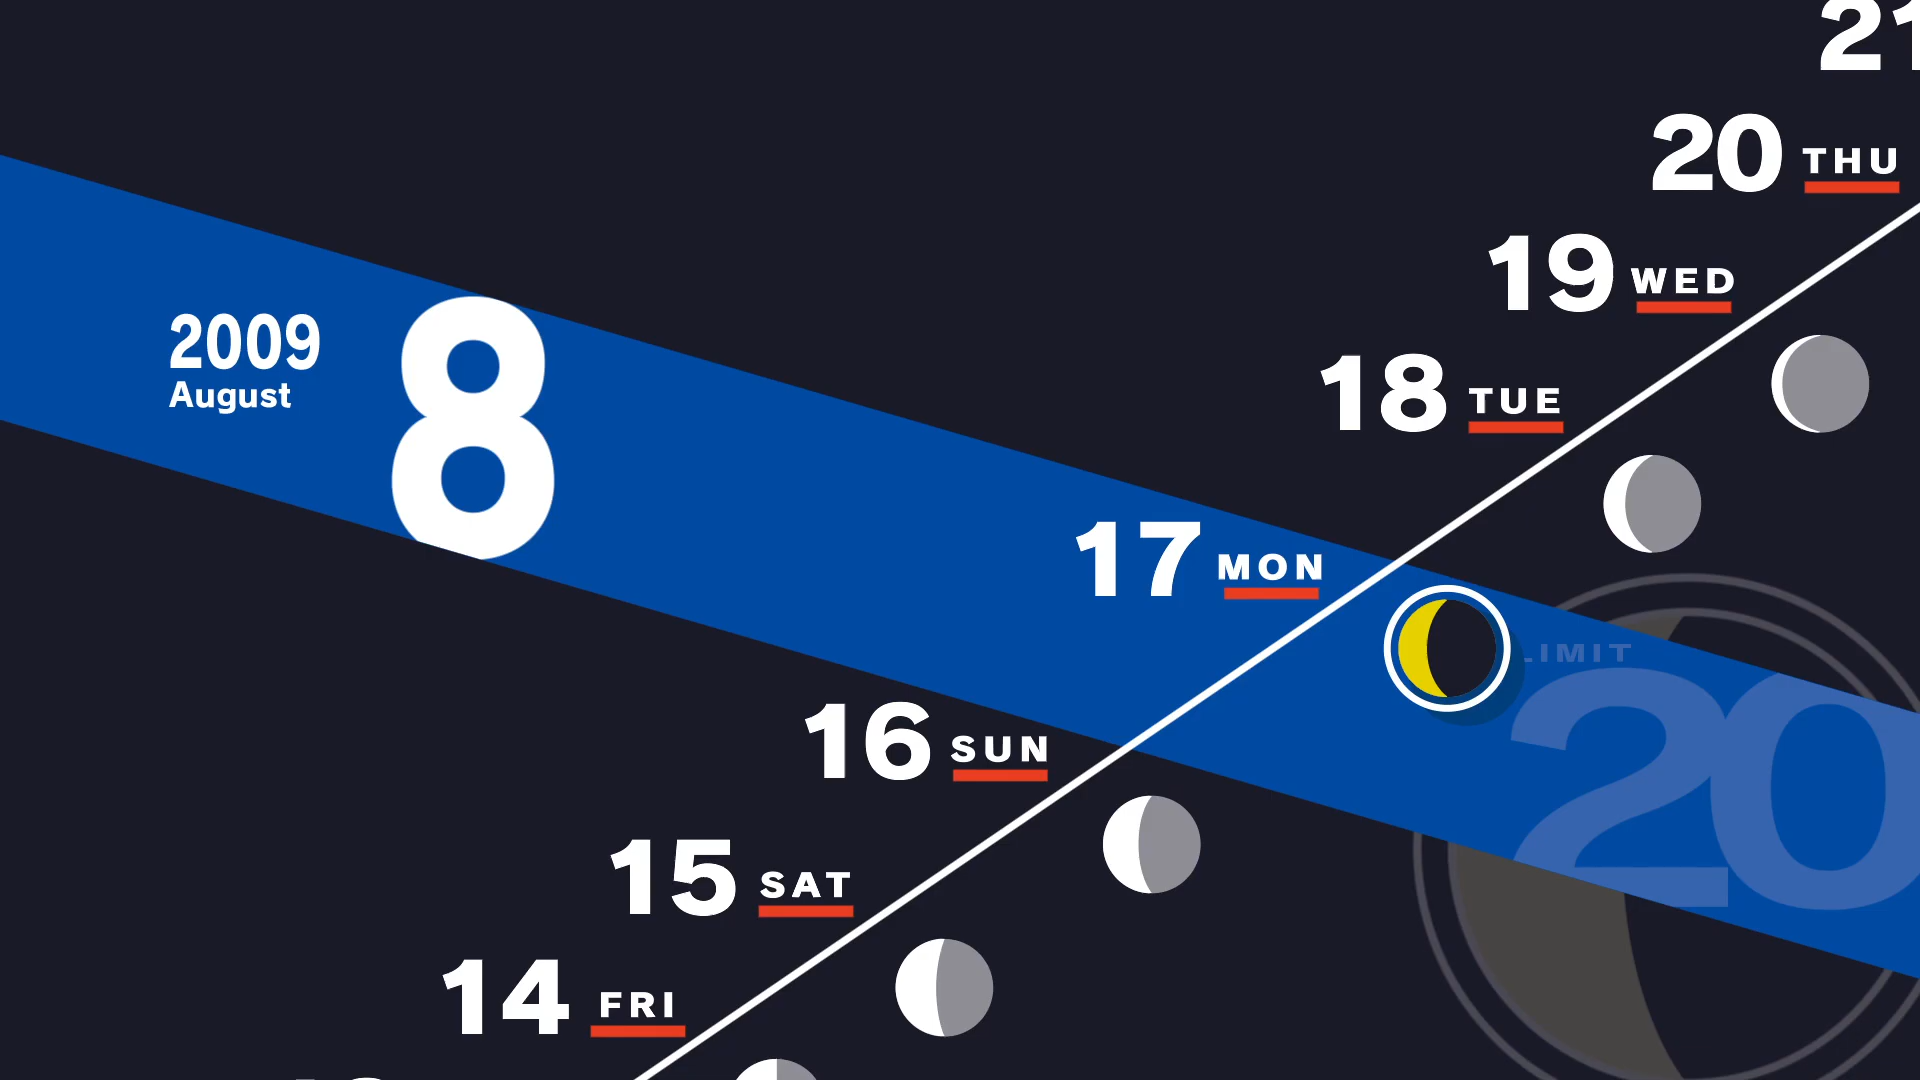 21
20 THU
19 WED
18 TUE
2009
August
8
17 MON
LIMIT
20
16 SUN
15 SAT
14 FRI